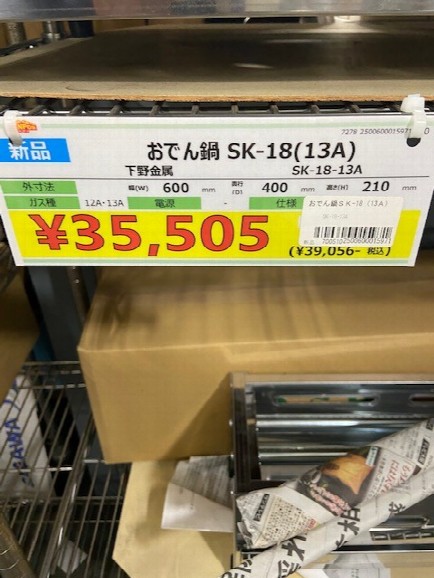 7278 2500600015971 0
新品
おでん鍋 SK-18(13A)
下野金属 SK-18-13A
外寸法 幅(W) 600 mm 奥行(D) 400 mm 高さ(H) 210 mm
ガス種 12A・13A 電源 - 仕様
おでん鍋SK-18（13A）
¥35,505
(¥39,056- 税込)